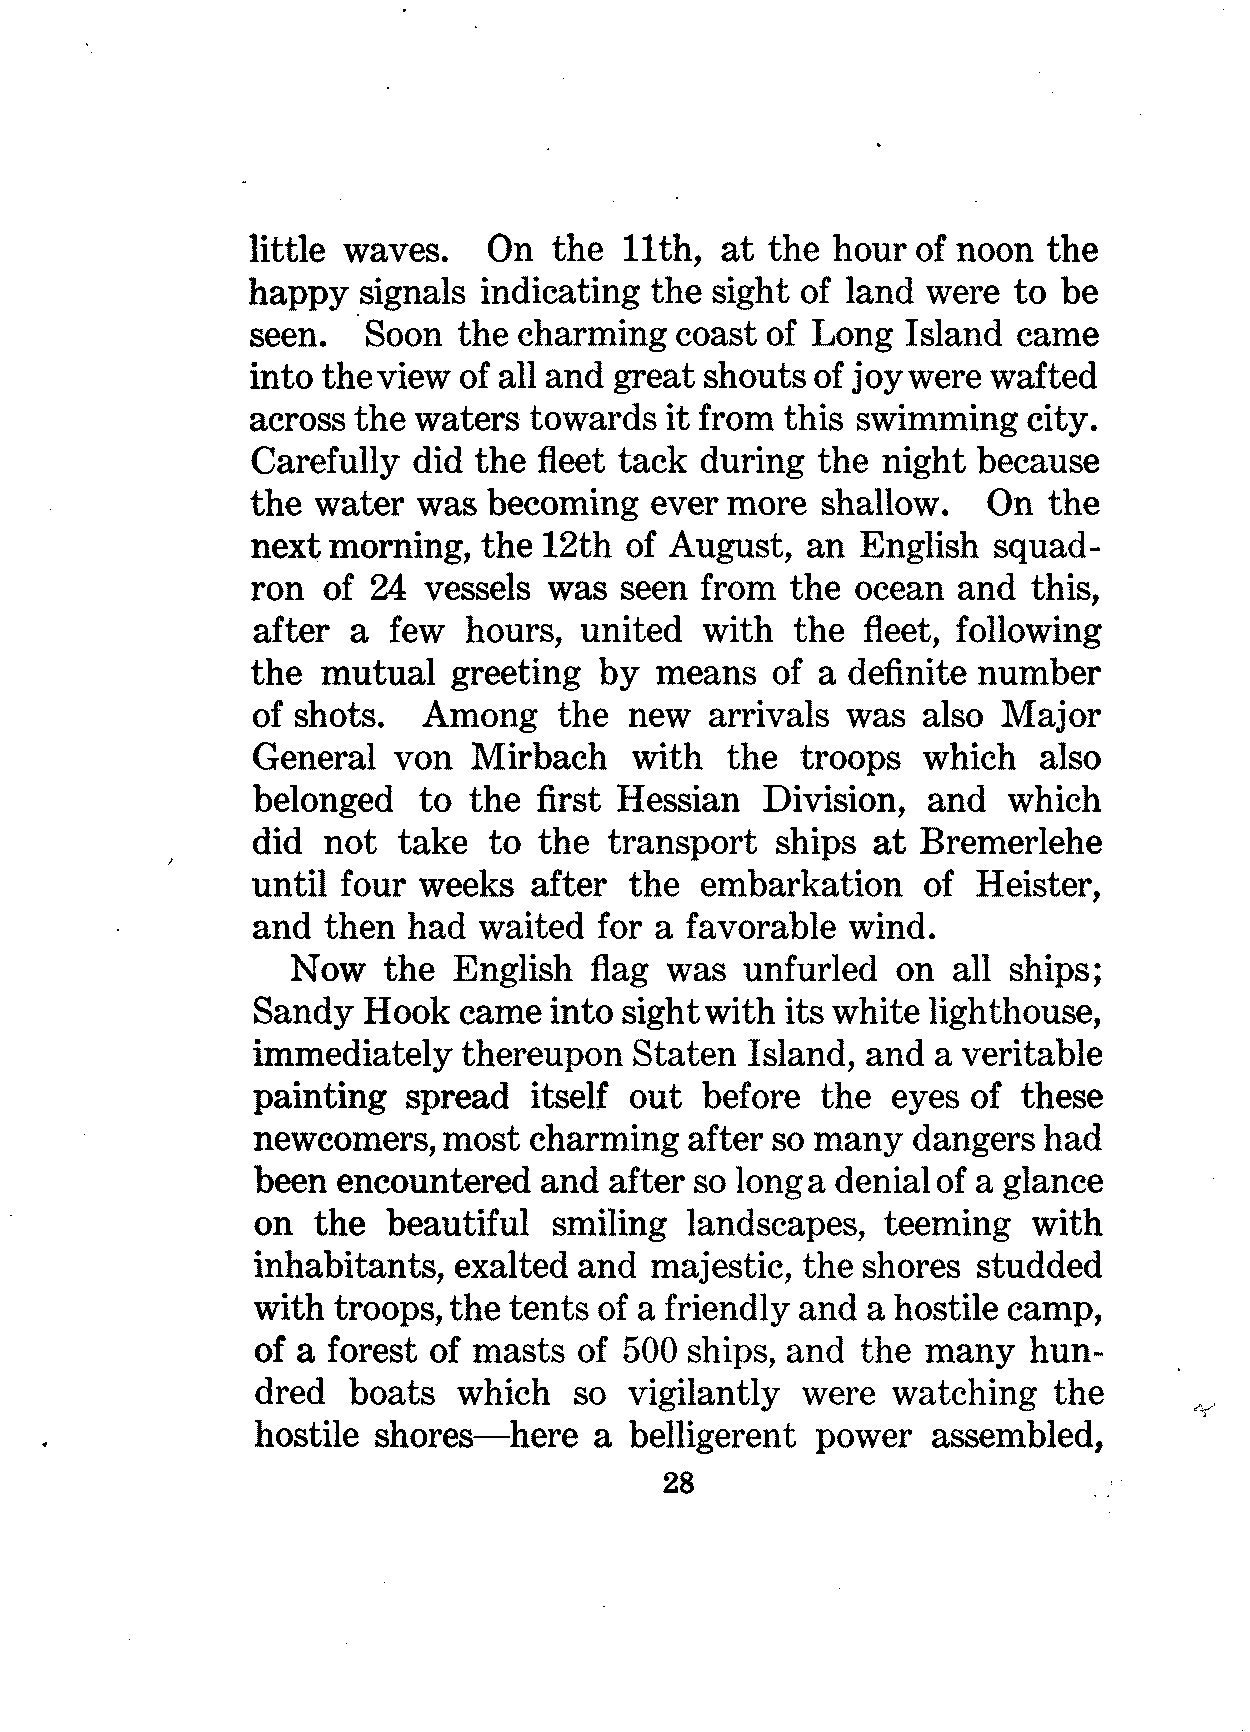 little waves. On the 11th, at the hour of noon the
happy signals indicating the sight of land were to be
seen. Soon the charming coast of Long Island came
into the view of all and great shouts of joy were wafted
across the waters towards it from this swimming city.
Carefully did the fleet tack during the night because
the water was becoming ever more shallow. On the
next morning, the 12th of August, an English squad-
ron of 24 vessels was seen from the ocean and this,
after a few hours, united with the fleet, following
the mutual greeting by means of a definite number
of shots. Among the new arrivals was also Major
General von Mirbach with the troops which also
belonged to the first Hessian Division, and which
did not take to the transport ships at Bremerlehe
until four weeks after the embarkation of Heister,
and then had waited for a favorable wind.
Now the English flag was unfurled on all ships;
Sandy Hook came into sight with its white lighthouse,
immediately thereupon Staten Island, and a veritable
painting spread itself out before the eyes of these
newcomers, most charming after so many dangers had
been encountered and after so long a denial of a glance
on the beautiful smiling landscapes, teeming with
inhabitants, exalted and majestic, the shores studded
with troops, the tents of a friendly and a hostile camp,
of a forest of masts of 500 ships, and the many hun-
dred boats which so vigilantly were watching the
hostile shores—here a belligerent power assembled,
28